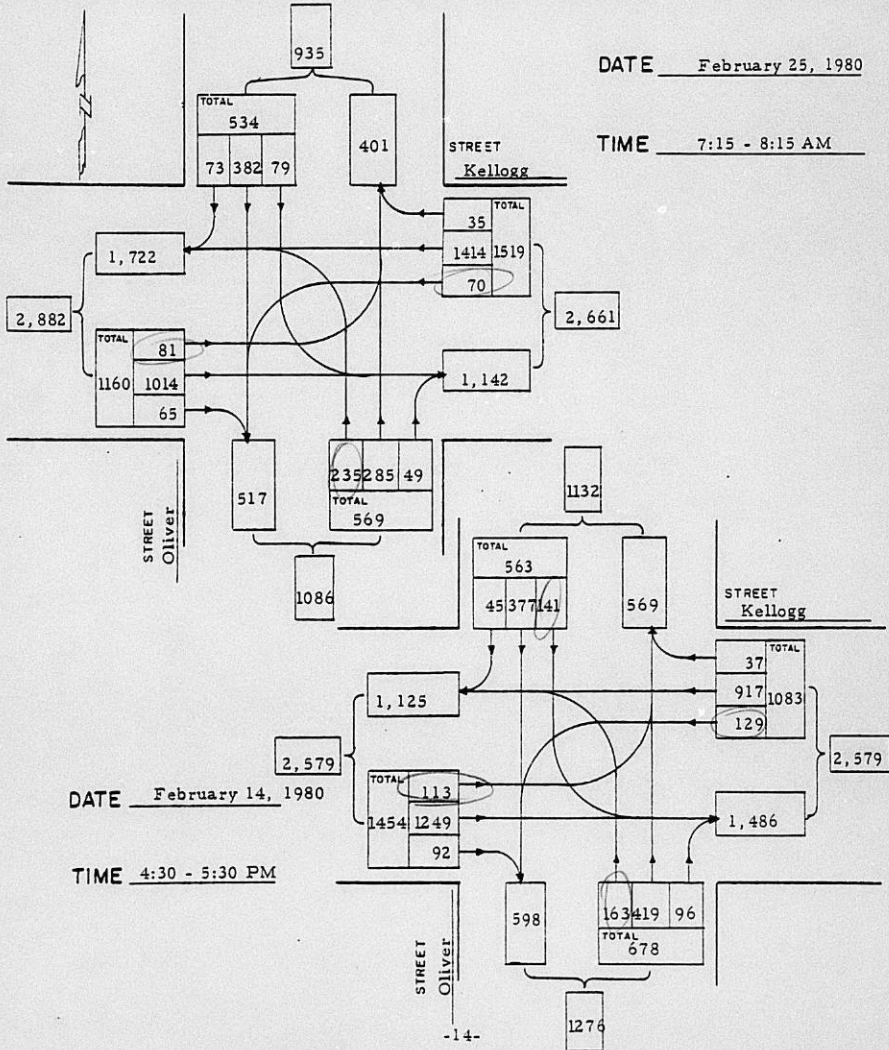 935
DATE February 25, 1980
TOTAL
534
73 382 79
401
STREET
Kellogg
TIME 7:15 - 8:15 AM
35 TOTAL
1414 1519
70
1,722
2,882
2,661
TOTAL 81
1160 1014
65
1,142
517
235 285 49
TOTAL
569
STREET
Oliver
1086
1132
TOTAL
563
45 377 141
569
STREET
Kellogg
37 TOTAL
917 1083
129
1,125
2,579
2,579
DATE February 14, 1980
TOTAL 113
1454 1249
92
1,486
TIME 4:30 - 5:30 PM
598
163 419 96
TOTAL
678
STREET
Oliver
1276
-14-